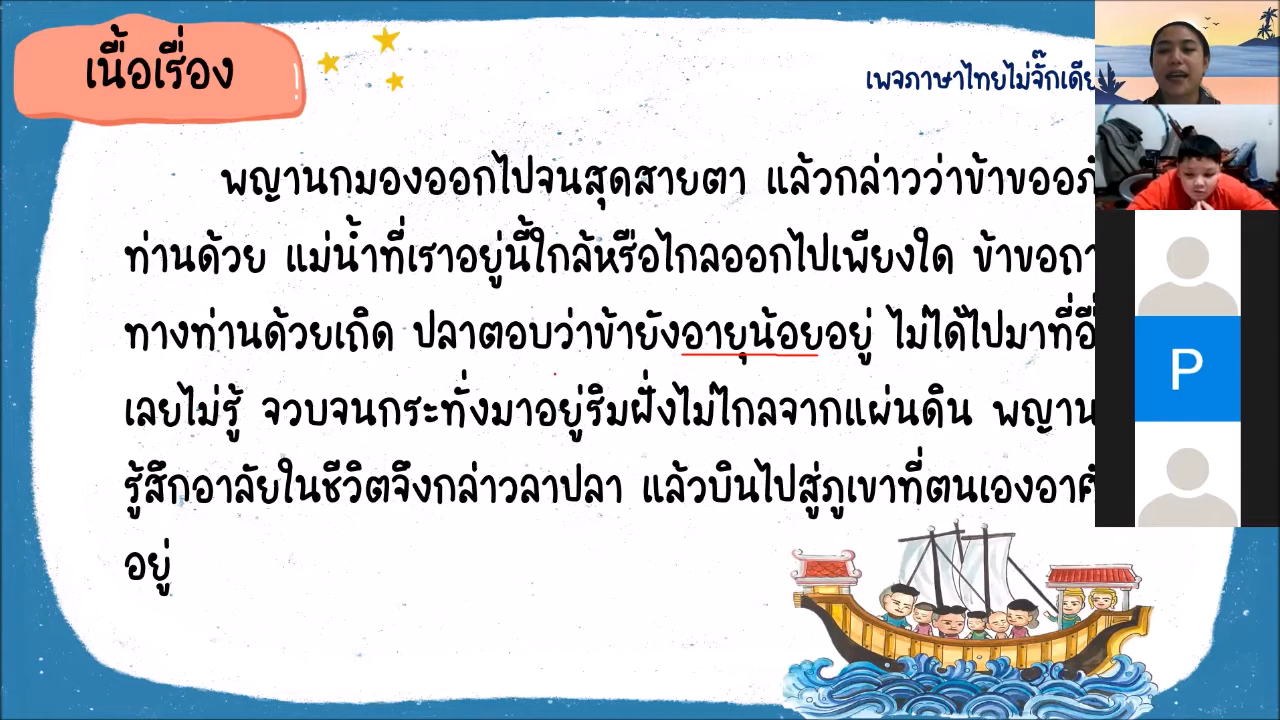 เนื้อเรื่อง
เพจภาษาไทยไม่จั๊กเดีย
พญานกมองออกไปจนสุดสายตา แล้วกล่าวว่าข้าขออภั
ท่านด้วย แม่น้ำที่เราอยู่นี้ใกล้หรือไกลออกไปเพียงใด ข้าขอถา
ทางท่านด้วยเถิด ปลาตอบว่าข้ายังอายุน้อยอยู่ ไม่ได้ไปมาที่อื่
เลยไม่รู้ จวบจนกระทั่งมาอยู่ริมฝั่งไม่ไกลจากแผ่นดิน พญาน
รู้สึกอาลัยในชีวิตจึงกล่าวลาปลา แล้วบินไปสู่ภูเขาที่ตนเองอาศั
อยู่
P